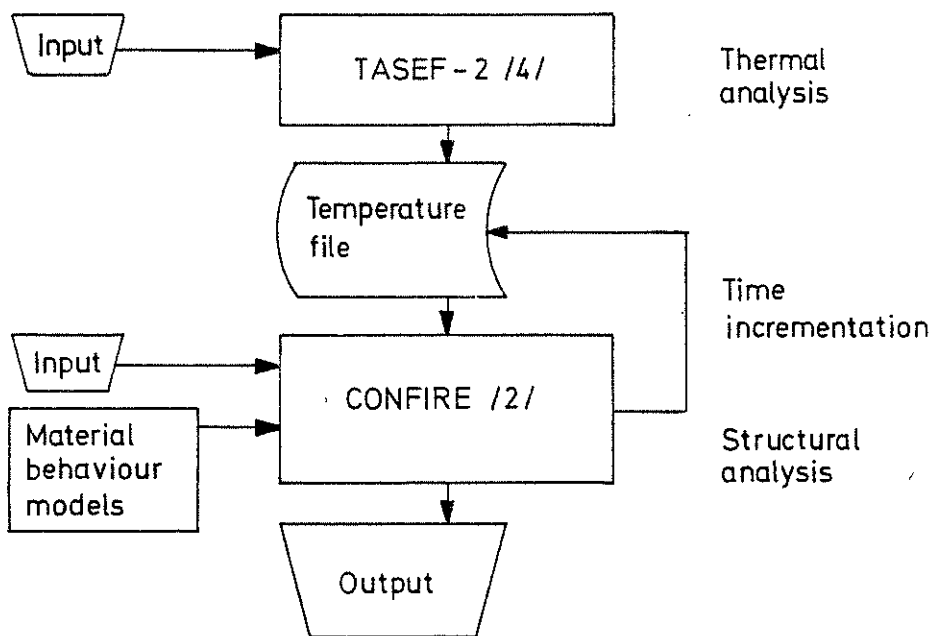 Input
TASEF-2 /4/
Thermal
analysis
Temperature
file
Time
incrementation
Input
CONFIRE /2/
Material
behaviour
models
Structural
analysis
Output